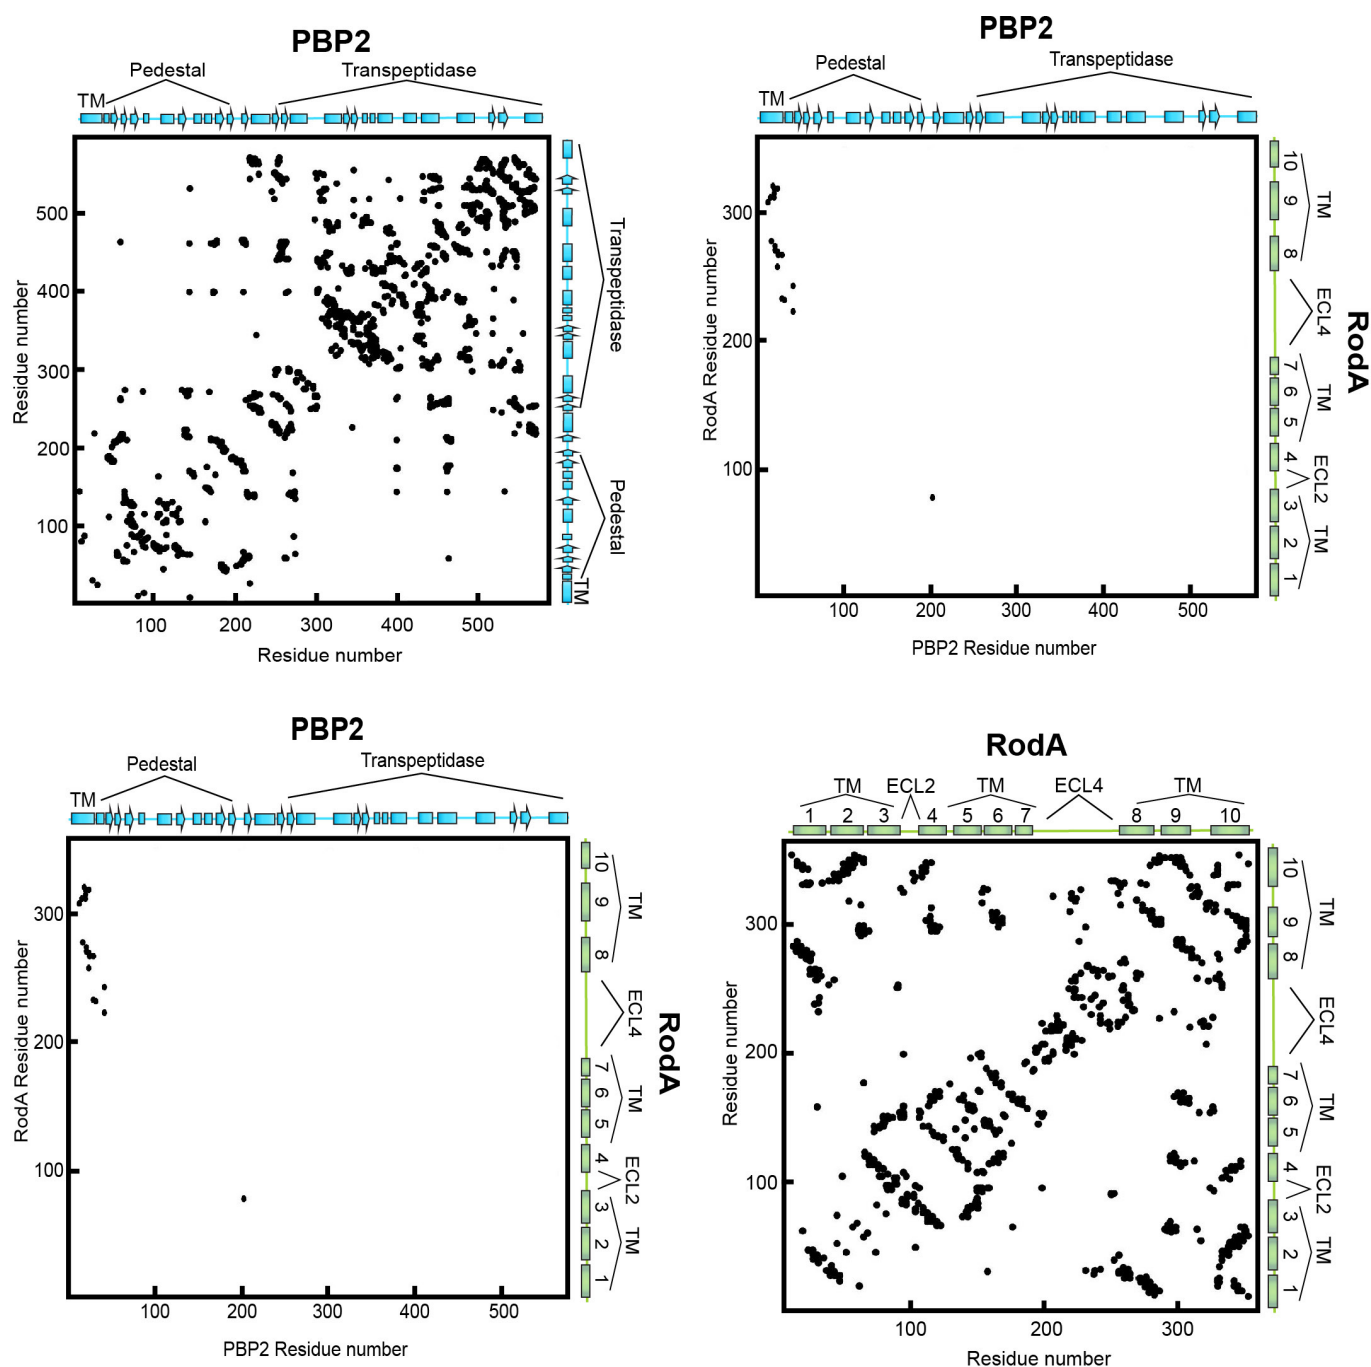 PBP2
Pedestal
Transpeptidase
TM
500
400
300
200
100
Residue number
100 200 300 400 500
Residue number
Transpeptidase
Pedestal
TM
PBP2
Pedestal
Transpeptidase
TM
300
200
100
RodA Residue number
100 200 300 400 500
PBP2 Residue number
10
9
8
7
6
5
4
3
2
1
TM
ECL4
TM
ECL2
TM
RodA
PBP2
Pedestal
Transpeptidase
TM
300
200
100
RodA Residue number
100 200 300 400 500
PBP2 Residue number
10
9
8
7
6
5
4
3
2
1
TM
ECL4
TM
ECL2
TM
RodA
RodA
TM ECL2 TM ECL4 TM
1 2 3 4 5 6 7 8 9 10
300
200
100
Residue number
100 200 300
Residue number
10
9
8
7
6
5
4
3
2
1
TM
ECL4
TM
ECL2
TM